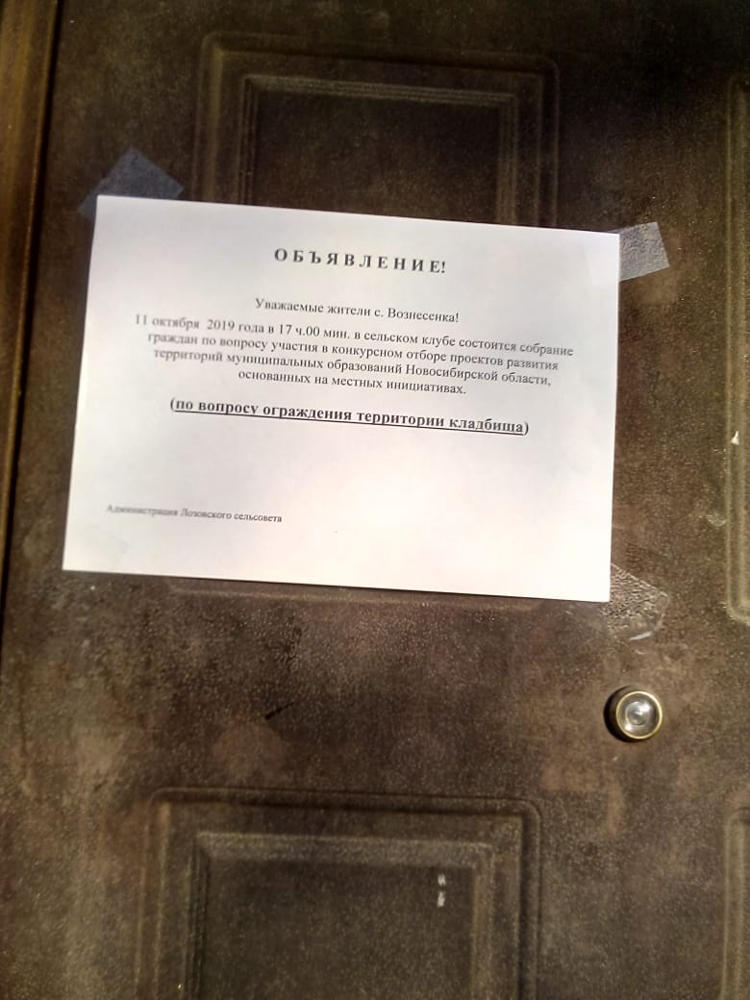 ОБЪЯВЛЕНИЕ!
Уважаемые жители с. Вознесенка!
11 октября 2019 года в 17 ч.00 мин. в сельском клубе состоится собрание
граждан по вопросу участия в конкурсном отборе проектов развития
территорий муниципальных образований Новосибирской области,
основанных на местных инициативах.
(по вопросу ограждения территории кладбища)
Администрация Лозовского сельсовета